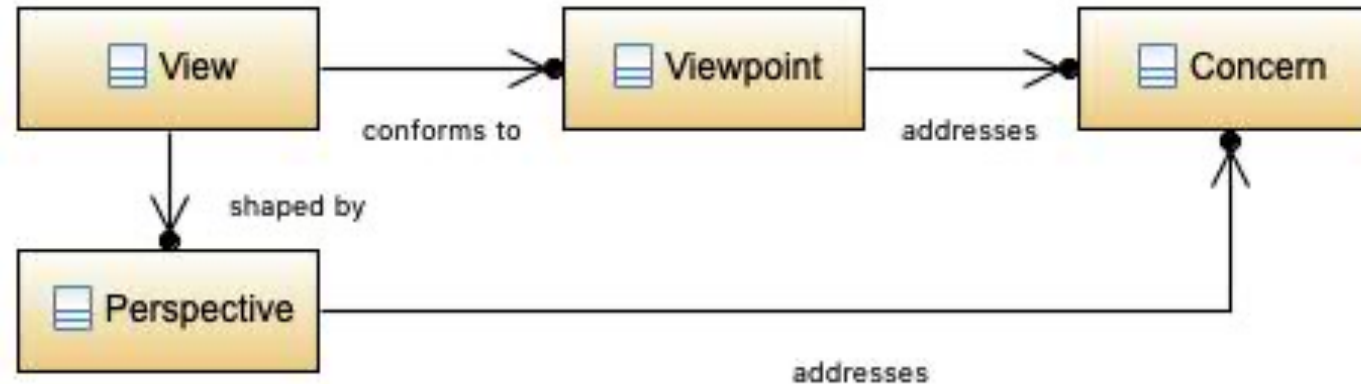 View
Viewpoint
Concern
conforms to
addresses
shaped by
Perspective
addresses